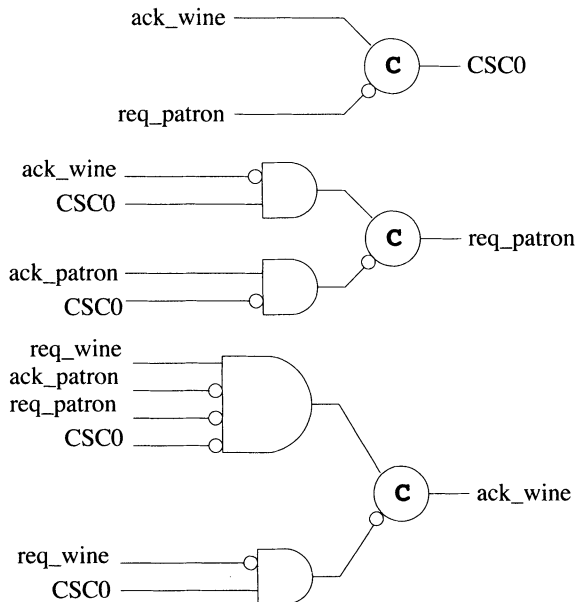 ack_wine
C
CSC0
req_patron
ack_wine
CSC0
C
req_patron
ack_patron
CSC0
req_wine
ack_patron
req_patron
CSC0
C
ack_wine
req_wine
CSC0